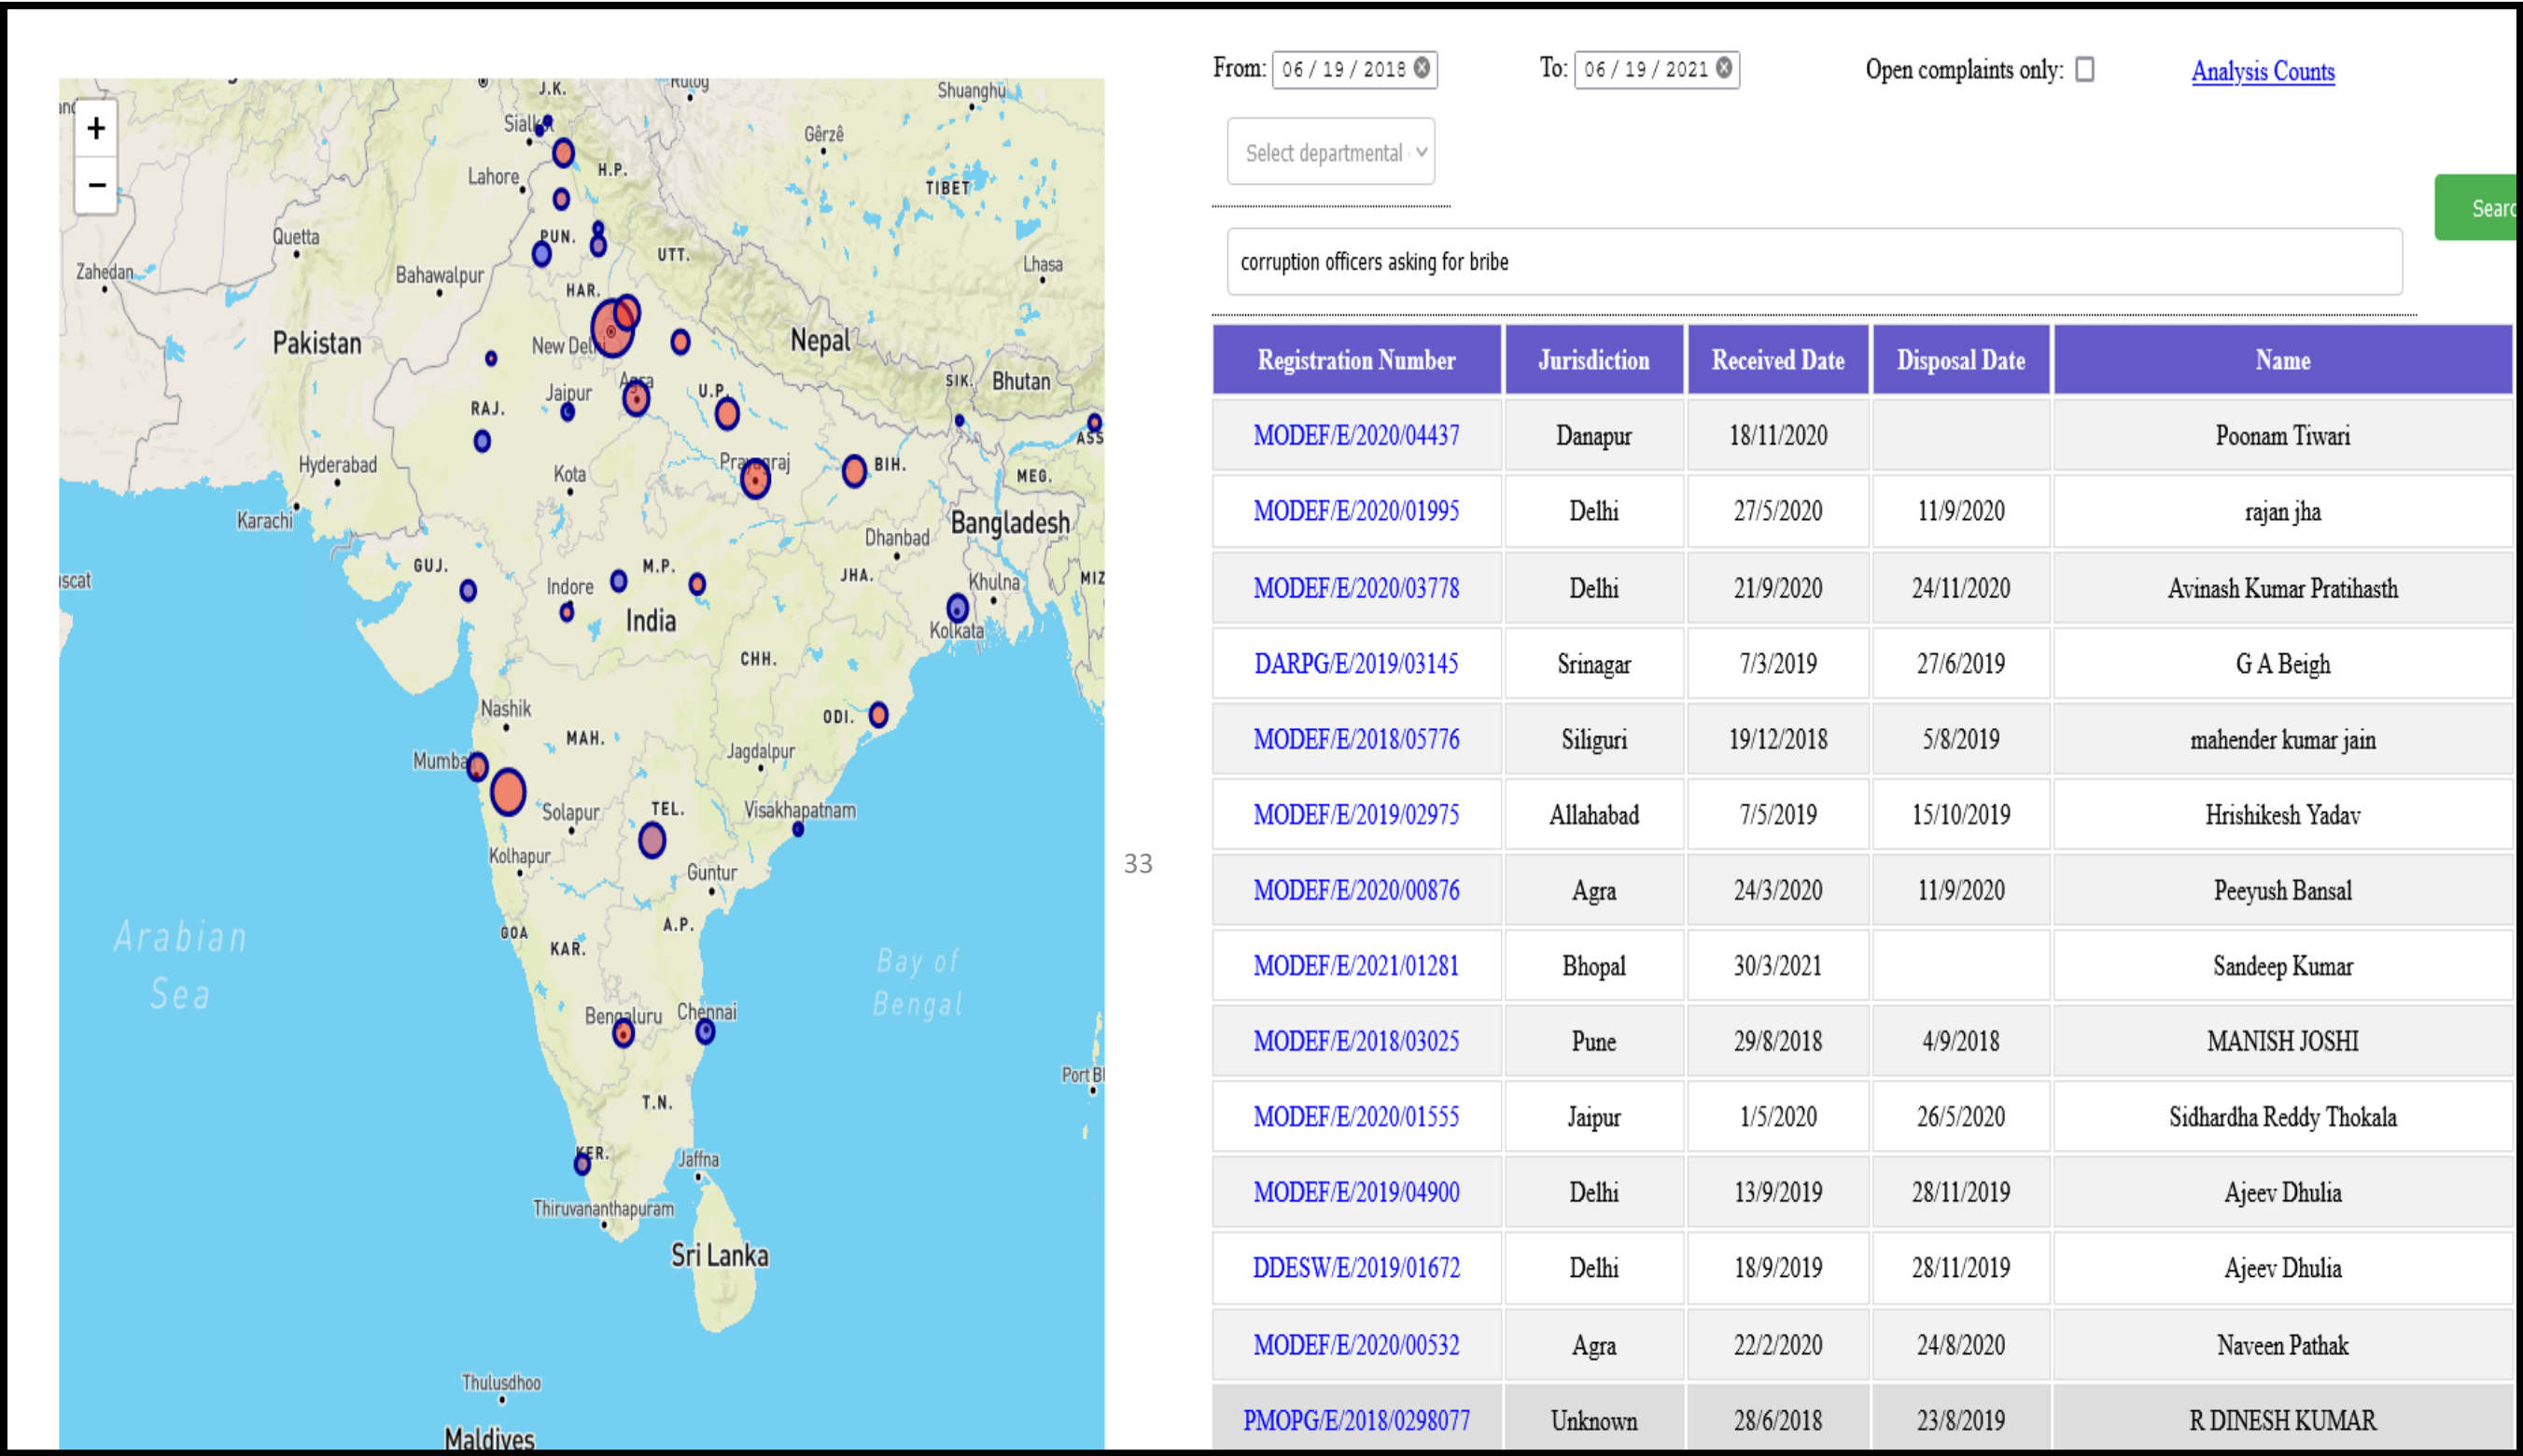 J.K.
Shuanghu
Gêrzê
Lahore
H.P.
TIBET
Quetta
PUN.
UTT.
Zahedan
Bahawalpur
Lhasa
HAR.
Pakistan
Nepal
New Delhi
SIK.
Bhutan
Agra
Jaipur
U.P.
RAJ.
ASS
Hyderabad
Prayagraj
BIH.
Kota
MEG.
Karachi
Bangladesh
Dhanbad
GUJ.
M.P.
JHA.
Khulna
MIZ
Indore
India
Kolkata
CHH.
Nashik
ODI.
MAH.
Jagdalpur
Mumba
Solapur
TEL.
Visakhapatnam
Kolhapur
Guntur
GOA
A.P.
KAR.
Arabian
Sea
Bay of
Bengal
Bengaluru
Chennai
Port B
T.N.
KER.
Jaffna
Thiruvananthapuram
Sri Lanka
Thulusdhoo
Maldives
+
−
33
From: 06 / 19 / 2018 To: 06 / 19 / 2021 Open complaints only: Analysis Counts
Select departmental
Searc
corruption officers asking for bribe
Registration Number Jurisdiction Received Date Disposal Date Name
MODEF/E/2020/04437 Danapur 18/11/2020 Poonam Tiwari
MODEF/E/2020/01995 Delhi 27/5/2020 11/9/2020 rajan jha
MODEF/E/2020/03778 Delhi 21/9/2020 24/11/2020 Avinash Kumar Pratihasth
DARPG/E/2019/03145 Srinagar 7/3/2019 27/6/2019 G A Beigh
MODEF/E/2018/05776 Siliguri 19/12/2018 5/8/2019 mahender kumar jain
MODEF/E/2019/02975 Allahabad 7/5/2019 15/10/2019 Hrishikesh Yadav
MODEF/E/2020/00876 Agra 24/3/2020 11/9/2020 Peeyush Bansal
MODEF/E/2021/01281 Bhopal 30/3/2021 Sandeep Kumar
MODEF/E/2018/03025 Pune 29/8/2018 4/9/2018 MANISH JOSHI
MODEF/E/2020/01555 Jaipur 1/5/2020 26/5/2020 Sidhardha Reddy Thokala
MODEF/E/2019/04900 Delhi 13/9/2019 28/11/2019 Ajeev Dhulia
DDESW/E/2019/01672 Delhi 18/9/2019 28/11/2019 Ajeev Dhulia
MODEF/E/2020/00532 Agra 22/2/2020 24/8/2020 Naveen Pathak
PMOPG/E/2018/0298077 Unknown 28/6/2018 23/8/2019 R DINESH KUMAR